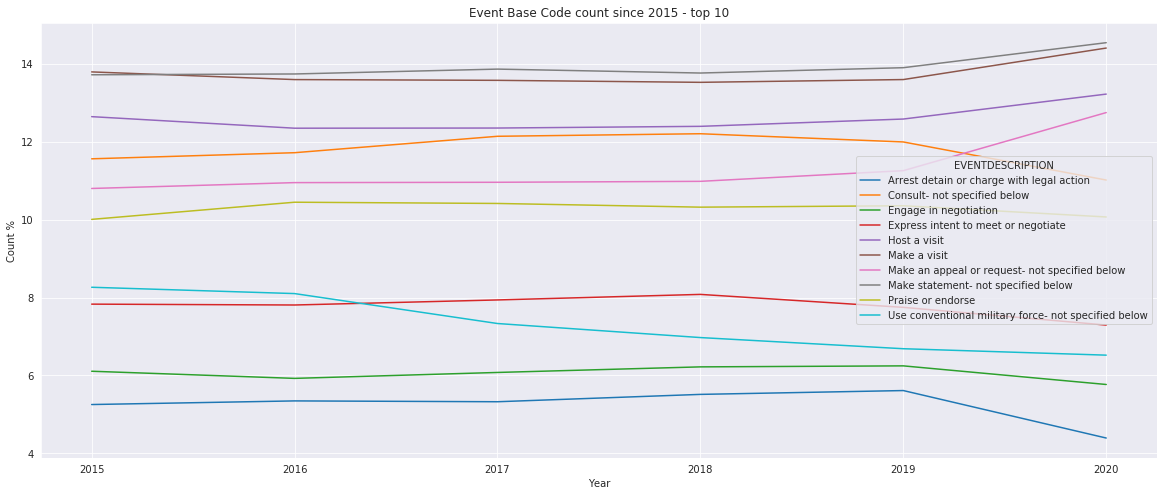 Event Base Code count since 2015 - top 10
Count %
14
12
10
8
6
4
EVENTDESCRIPTION
Arrest detain or charge with legal action
Consult- not specified below
Engage in negotiation
Express intent to meet or negotiate
Host a visit
Make a visit
Make an appeal or request- not specified below
Make statement- not specified below
Praise or endorse
Use conventional military force- not specified below
2015 2016 2017 2018 2019 2020
Year